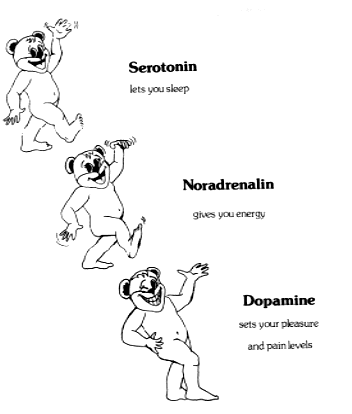 Serotonin
lets you sleep
Noradrenalin
gives you energy
Dopamine
sets your pleasure
and pain levels